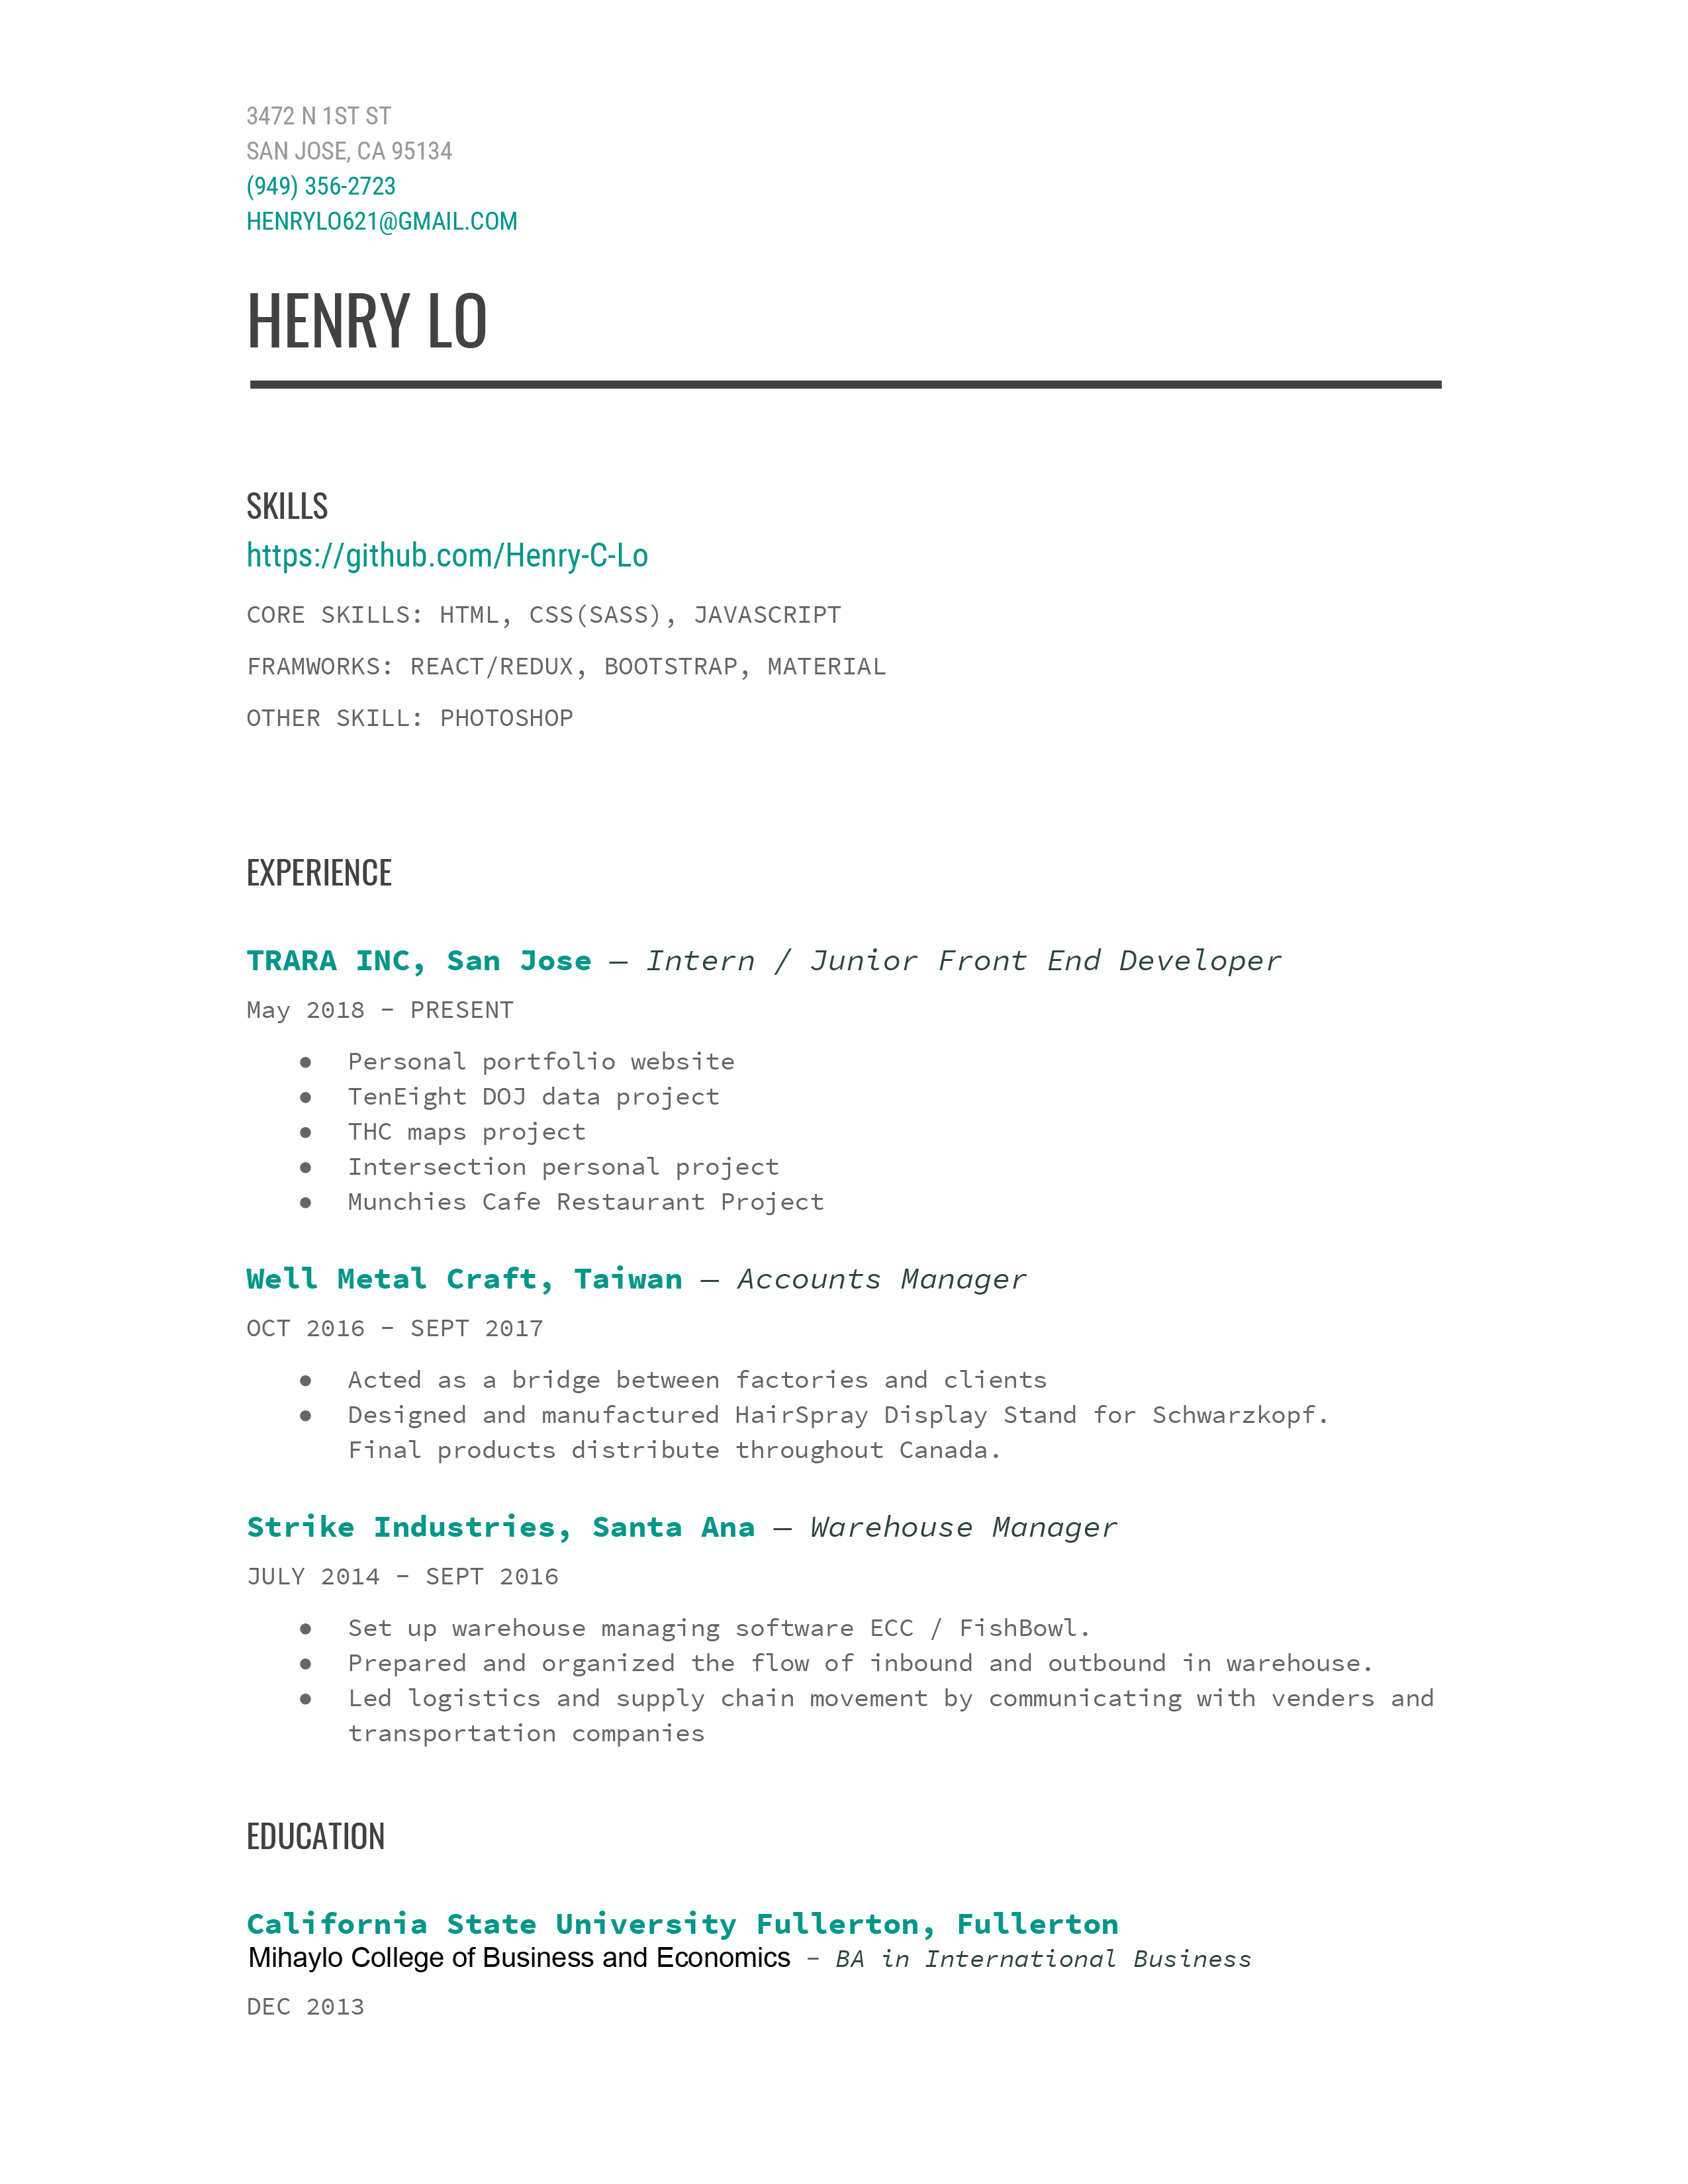 3472 N 1ST ST
SAN JOSE, CA 95134
(949) 356-2723
HENRYLO621@GMAIL.COM
HENRY LO
SKILLS
https://github.com/Henry-C-Lo
CORE SKILLS: HTML, CSS(SASS), JAVASCRIPT
FRAMWORKS: REACT/REDUX, BOOTSTRAP, MATERIAL
OTHER SKILL: PHOTOSHOP
EXPERIENCE
TRARA INC, San Jose — Intern / Junior Front End Developer
May 2018 - PRESENT
● Personal portfolio website
● TenEight DOJ data project
● THC maps project
● Intersection personal project
● Munchies Cafe Restaurant Project
Well Metal Craft, Taiwan — Accounts Manager
OCT 2016 - SEPT 2017
● Acted as a bridge between factories and clients
● Designed and manufactured HairSpray Display Stand for Schwarzkopf.
Final products distribute throughout Canada.
Strike Industries, Santa Ana — Warehouse Manager
JULY 2014 - SEPT 2016
● Set up warehouse managing software ECC / FishBowl.
● Prepared and organized the flow of inbound and outbound in warehouse.
● Led logistics and supply chain movement by communicating with venders and
transportation companies
EDUCATION
California State University Fullerton, Fullerton
Mihaylo College of Business and Economics - BA in International Business
DEC 2013